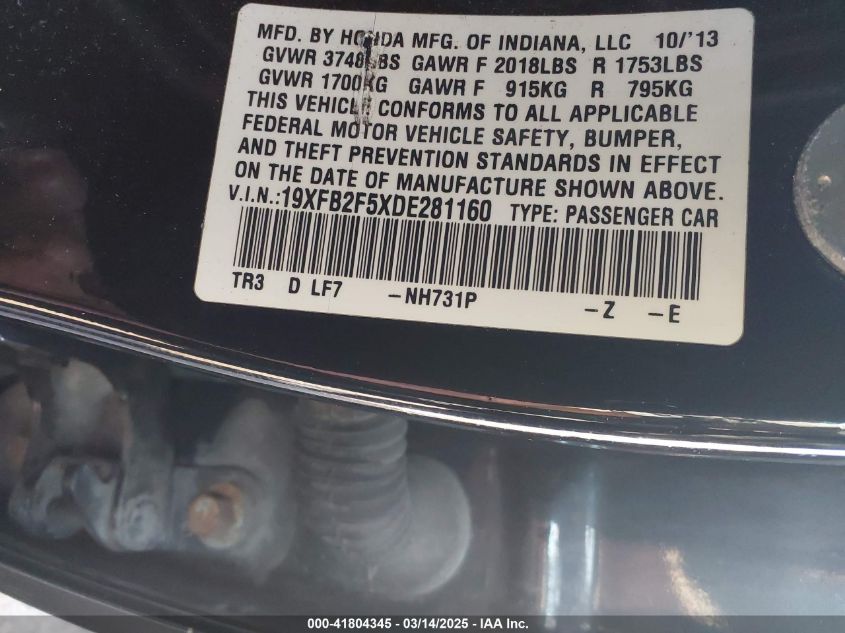 MFD. BY HONDA MFG. OF INDIANA, LLC 10/'13
GVWR 3748LBS GAWR F 2018LBS R 1753LBS
GVWR 1700KG GAWR F 915KG R 795KG
THIS VEHICLE CONFORMS TO ALL APPLICABLE
FEDERAL MOTOR VEHICLE SAFETY, BUMPER,
AND THEFT PREVENTION STANDARDS IN EFFECT
ON THE DATE OF MANUFACTURE SHOWN ABOVE.
V.I.N.:19XFB2F5XDE281160 TYPE: PASSENGER CAR
TR3 D LF7 -NH731P -Z -E
000-41804345 03/14/2025 IAA Inc.